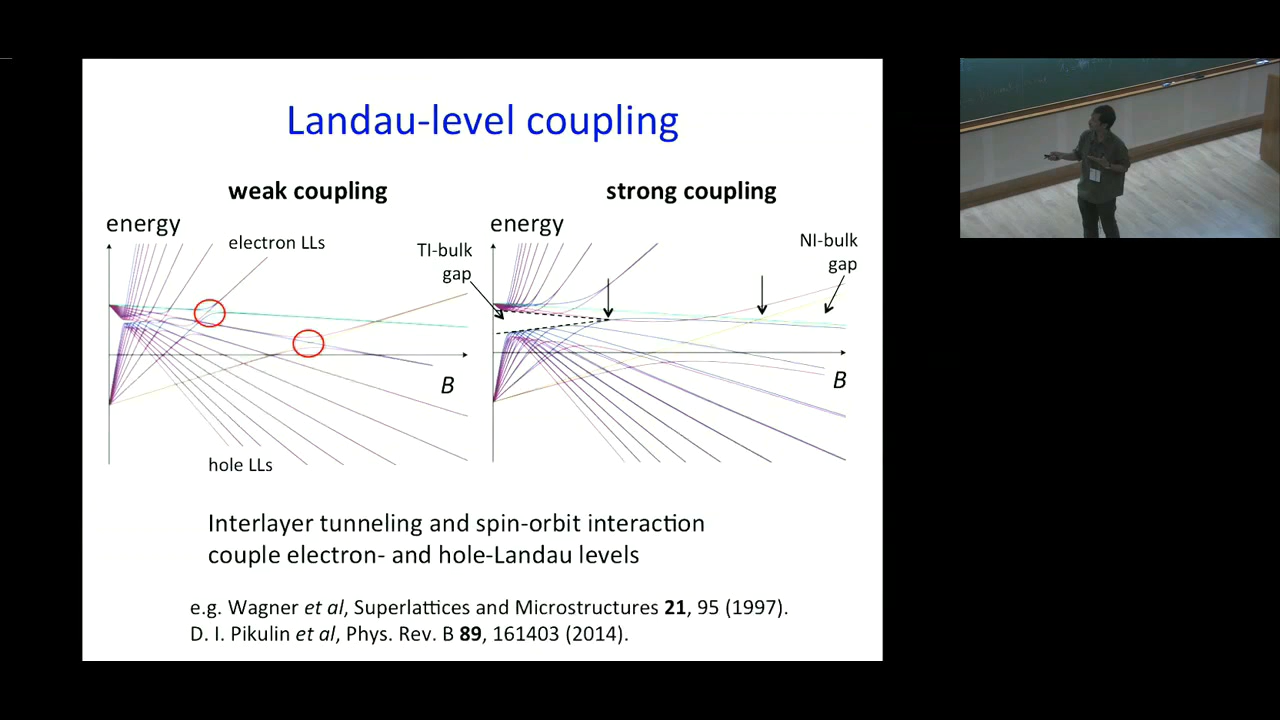 Landau-level coupling
weak coupling
strong coupling
energy
energy
electron LLs
TI-bulk
gap
NI-bulk
gap
B
B
hole LLs
Interlayer tunneling and spin-orbit interaction
couple electron- and hole-Landau levels
e.g. Wagner et al, Superlattices and Microstructures 21, 95 (1997).
D. I. Pikulin et al, Phys. Rev. B 89, 161403 (2014).